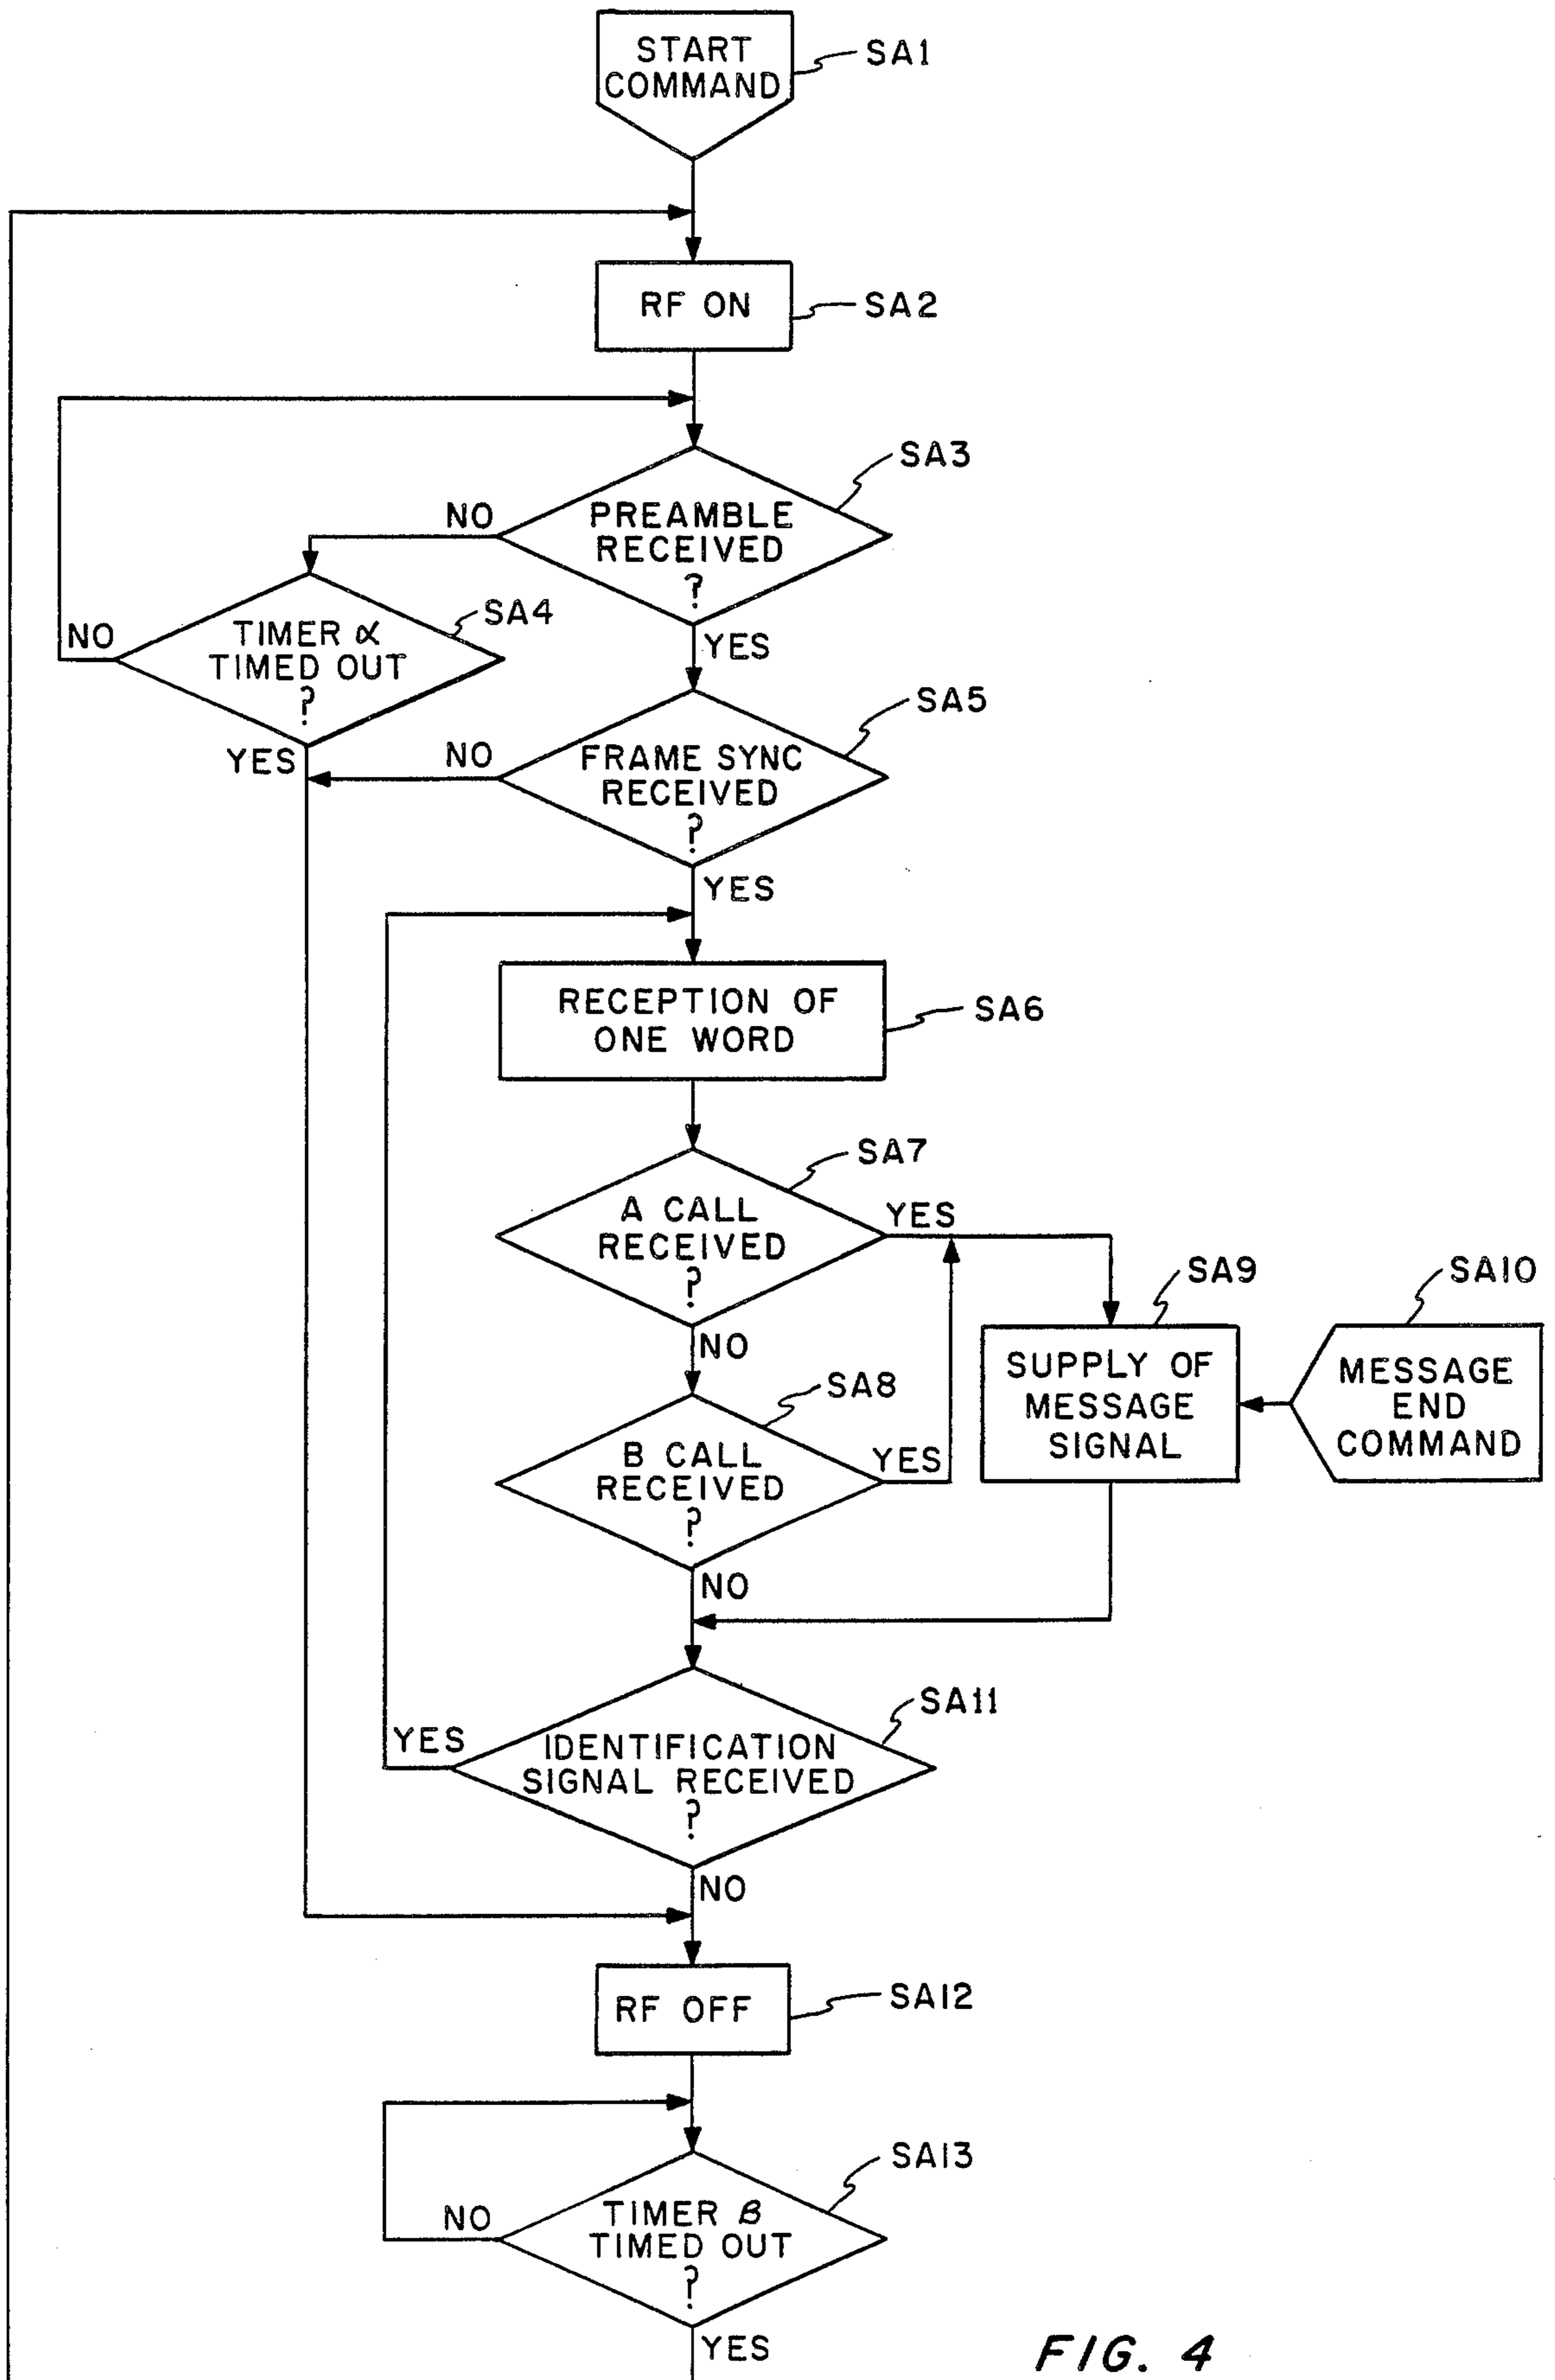 START
COMMAND
SA1
RF ON
SA2
SA3
NO
PREAMBLE
RECEIVED
?
YES
SA4
NO
TIMER α
TIMED OUT
?
YES
SA5
NO
FRAME SYNC
RECEIVED
?
YES
RECEPTION OF
ONE WORD
SA6
SA7
A CALL
RECEIVED
?
YES
NO
SA8
B CALL
RECEIVED
?
YES
NO
SA9
SUPPLY OF
MESSAGE
SIGNAL
SA10
MESSAGE
END
COMMAND
SA11
YES
IDENTIFICATION
SIGNAL RECEIVED
?
NO
RF OFF
SA12
SA13
NO
TIMER β
TIMED OUT
?
YES
FIG. 4